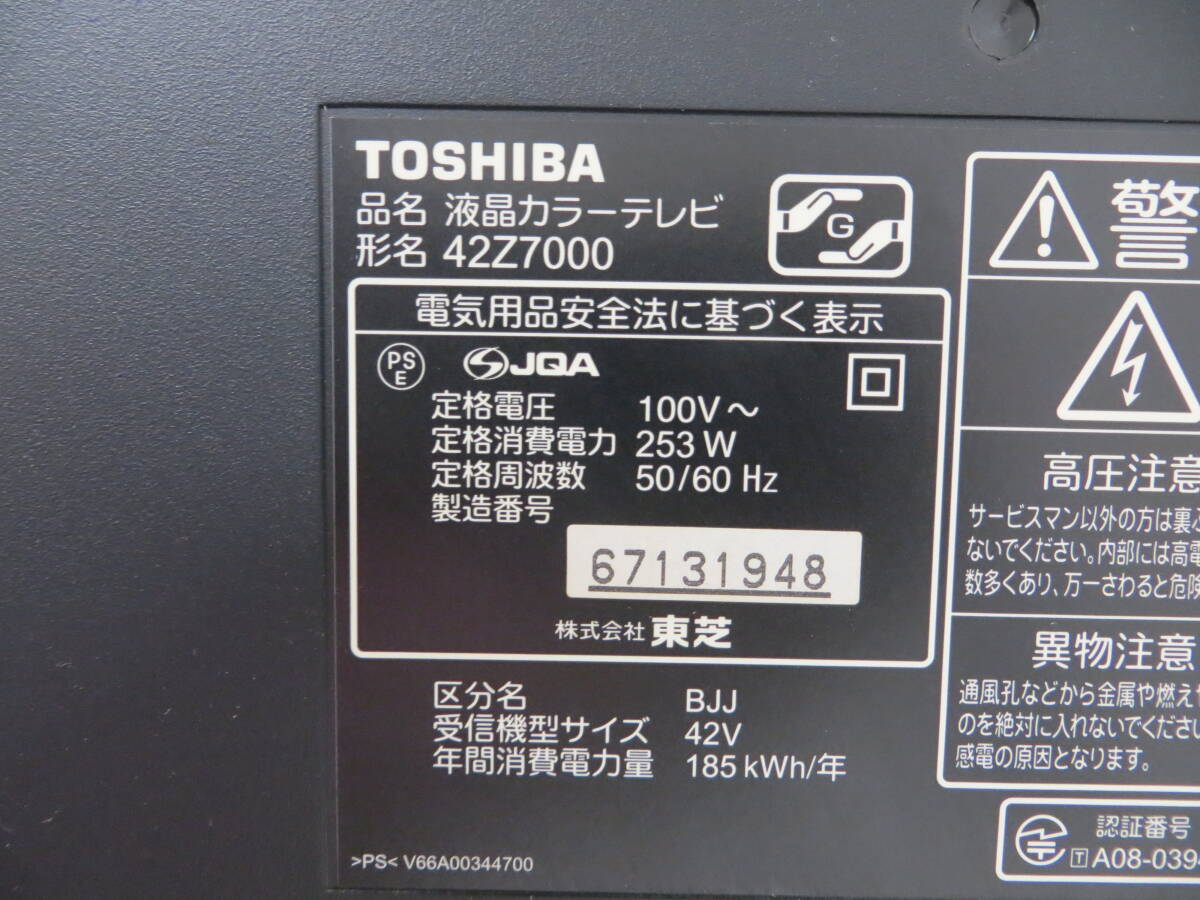 TOSHIBA
品名 液晶カラーテレビ
形名 42Z7000
G
電気用品安全法に基づく表示
PS
E
JQA
定格電圧 100V～
定格消費電力 253 W
定格周波数 50/60 Hz
製造番号
67131948
株式会社 東芝
区分名 BJJ
受信機型サイズ 42V
年間消費電力量 185 kWh/年
>PS< V66A00344700
警
高圧注意
サービスマン以外の方は裏ぶ
ないでください。内部には高電
数多くあり、万一さわると危険
異物注意
通風孔などから金属や燃え
のを絶対に入れないでくださ
感電の原因となります。
認証番号
T A08-0394